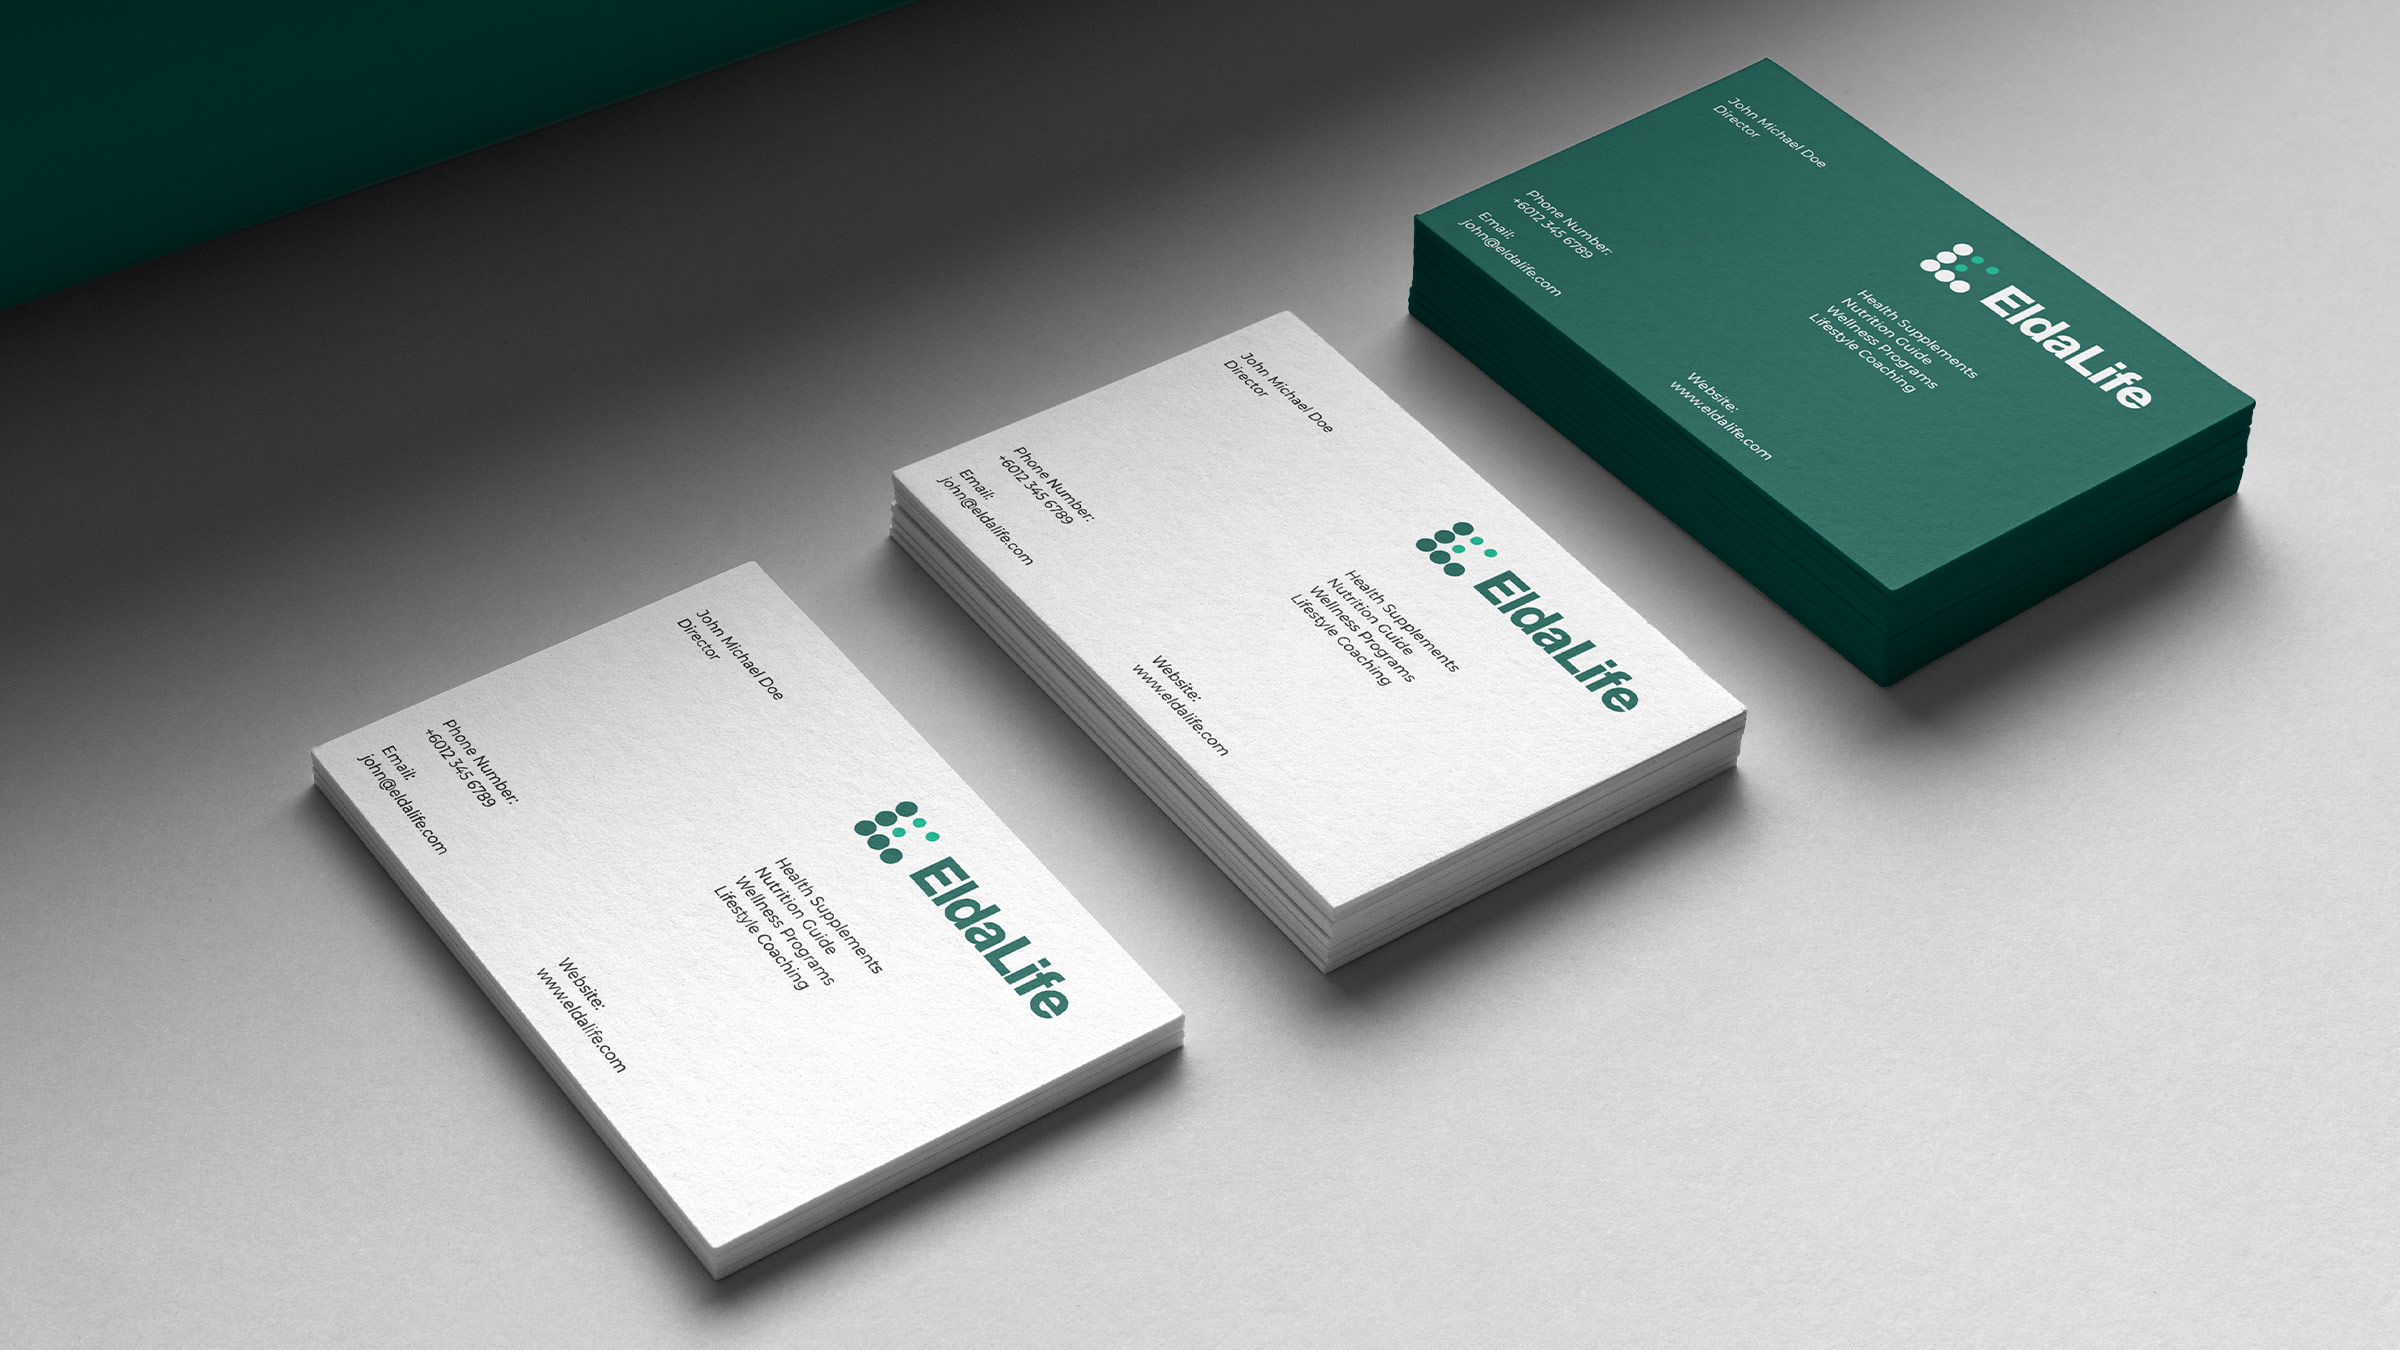 John Michael Doe
Director
Phone Number:
+6012 345 6789
Email:
john@eldalife.com
EldaLife
Health Supplements
Nutrition Guide
Wellness Programs
Lifestyle Coaching
Website:
www.eldalife.com
John Michael Doe
Director
Phone Number:
+6012 345 6789
Email:
john@eldalife.com
EldaLife
Health Supplements
Nutrition Guide
Wellness Programs
Lifestyle Coaching
Website:
www.eldalife.com
John Michael Doe
Director
Phone Number:
+6012 345 6789
Email:
john@eldalife.com
EldaLife
Health Supplements
Nutrition Guide
Wellness Programs
Lifestyle Coaching
Website:
www.eldalife.com